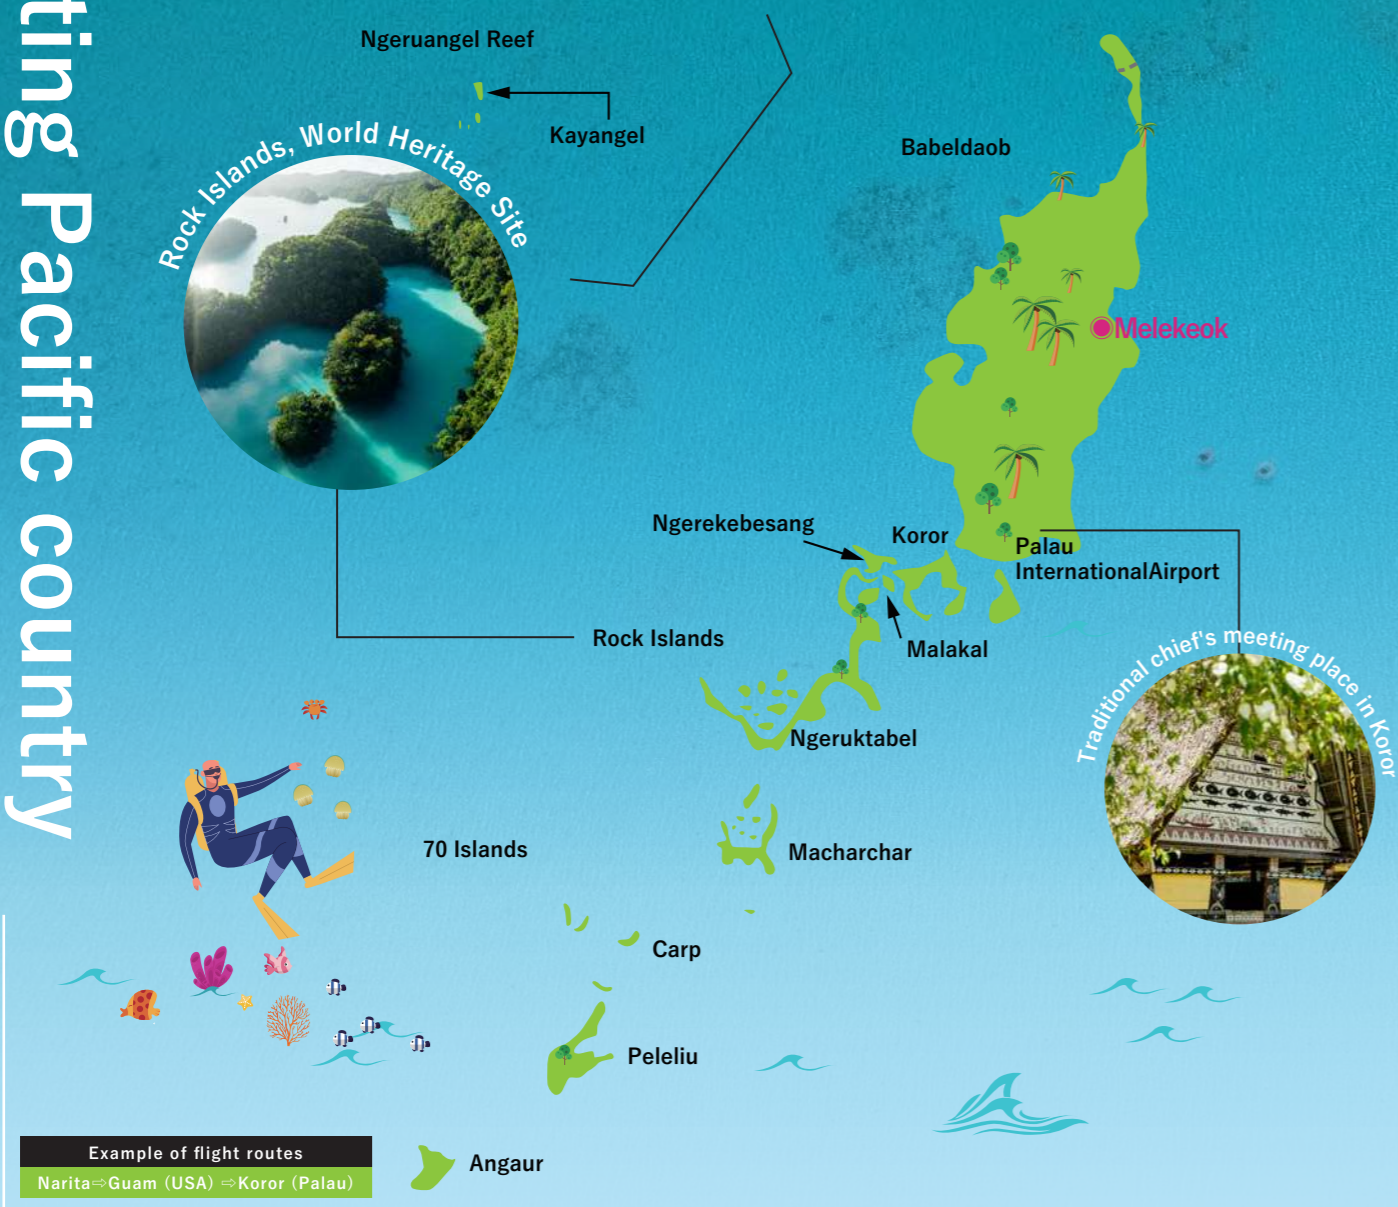 ting Pacific country
Ngeruangel Reef
Kayangel
Babeldaob
Rock Islands, World Heritage Site
Melekeok
Ngerekebesang
Koror
Palau
InternationalAirport
Rock Islands
Malakal
Traditional chief's meeting place in Koror
Ngeruktabel
70 Islands
Macharchar
Carp
Peleliu
Example of flight routes
Narita⇨Guam (USA) ⇨Koror (Palau)
Angaur